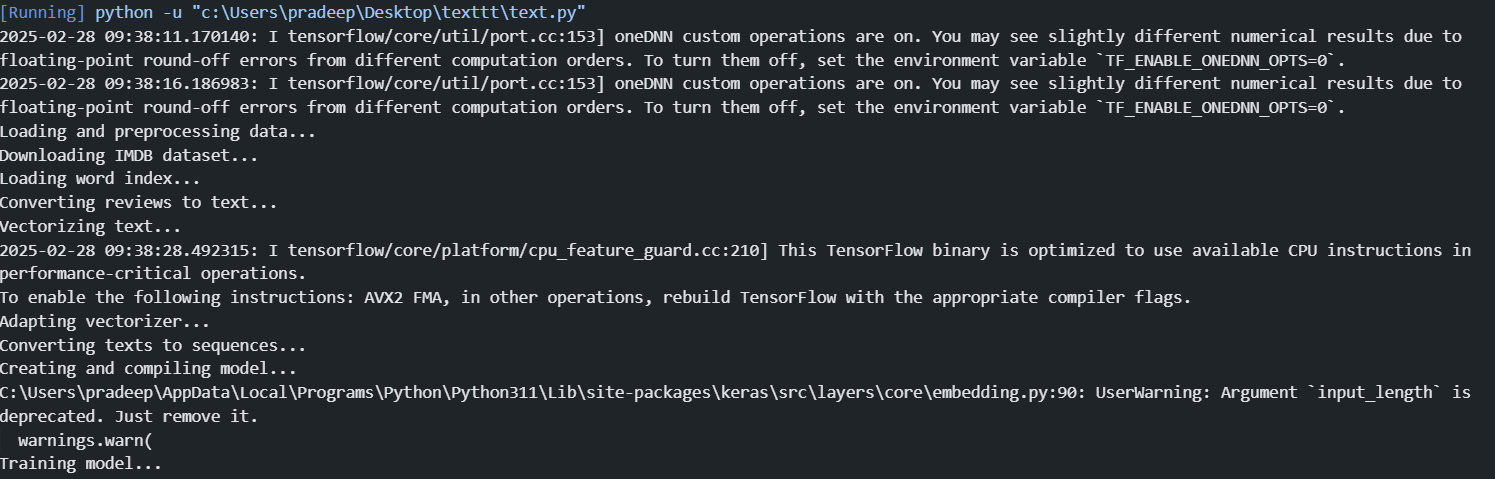 [Running] python -u "c:\Users\pradeep\Desktop\texttt\text.py"
2025-02-28 09:38:11.170140: I tensorflow/core/util/port.cc:153] oneDNN custom operations are on. You may see slightly different numerical results due to
floating-point round-off errors from different computation orders. To turn them off, set the environment variable `TF_ENABLE_ONEDNN_OPTS=0`.
2025-02-28 09:38:16.186983: I tensorflow/core/util/port.cc:153] oneDNN custom operations are on. You may see slightly different numerical results due to
floating-point round-off errors from different computation orders. To turn them off, set the environment variable `TF_ENABLE_ONEDNN_OPTS=0`.
Loading and preprocessing data...
Downloading IMDB dataset...
Loading word index...
Converting reviews to text...
Vectorizing text...
2025-02-28 09:38:28.492315: I tensorflow/core/platform/cpu_feature_guard.cc:210] This TensorFlow binary is optimized to use available CPU instructions in
performance-critical operations.
To enable the following instructions: AVX2 FMA, in other operations, rebuild TensorFlow with the appropriate compiler flags.
Adapting vectorizer...
Converting texts to sequences...
Creating and compiling model...
C:\Users\pradeep\AppData\Local\Programs\Python\Python311\Lib\site-packages\keras\src\layers\core\embedding.py:90: UserWarning: Argument `input_length` is
deprecated. Just remove it.
  warnings.warn(
Training model...